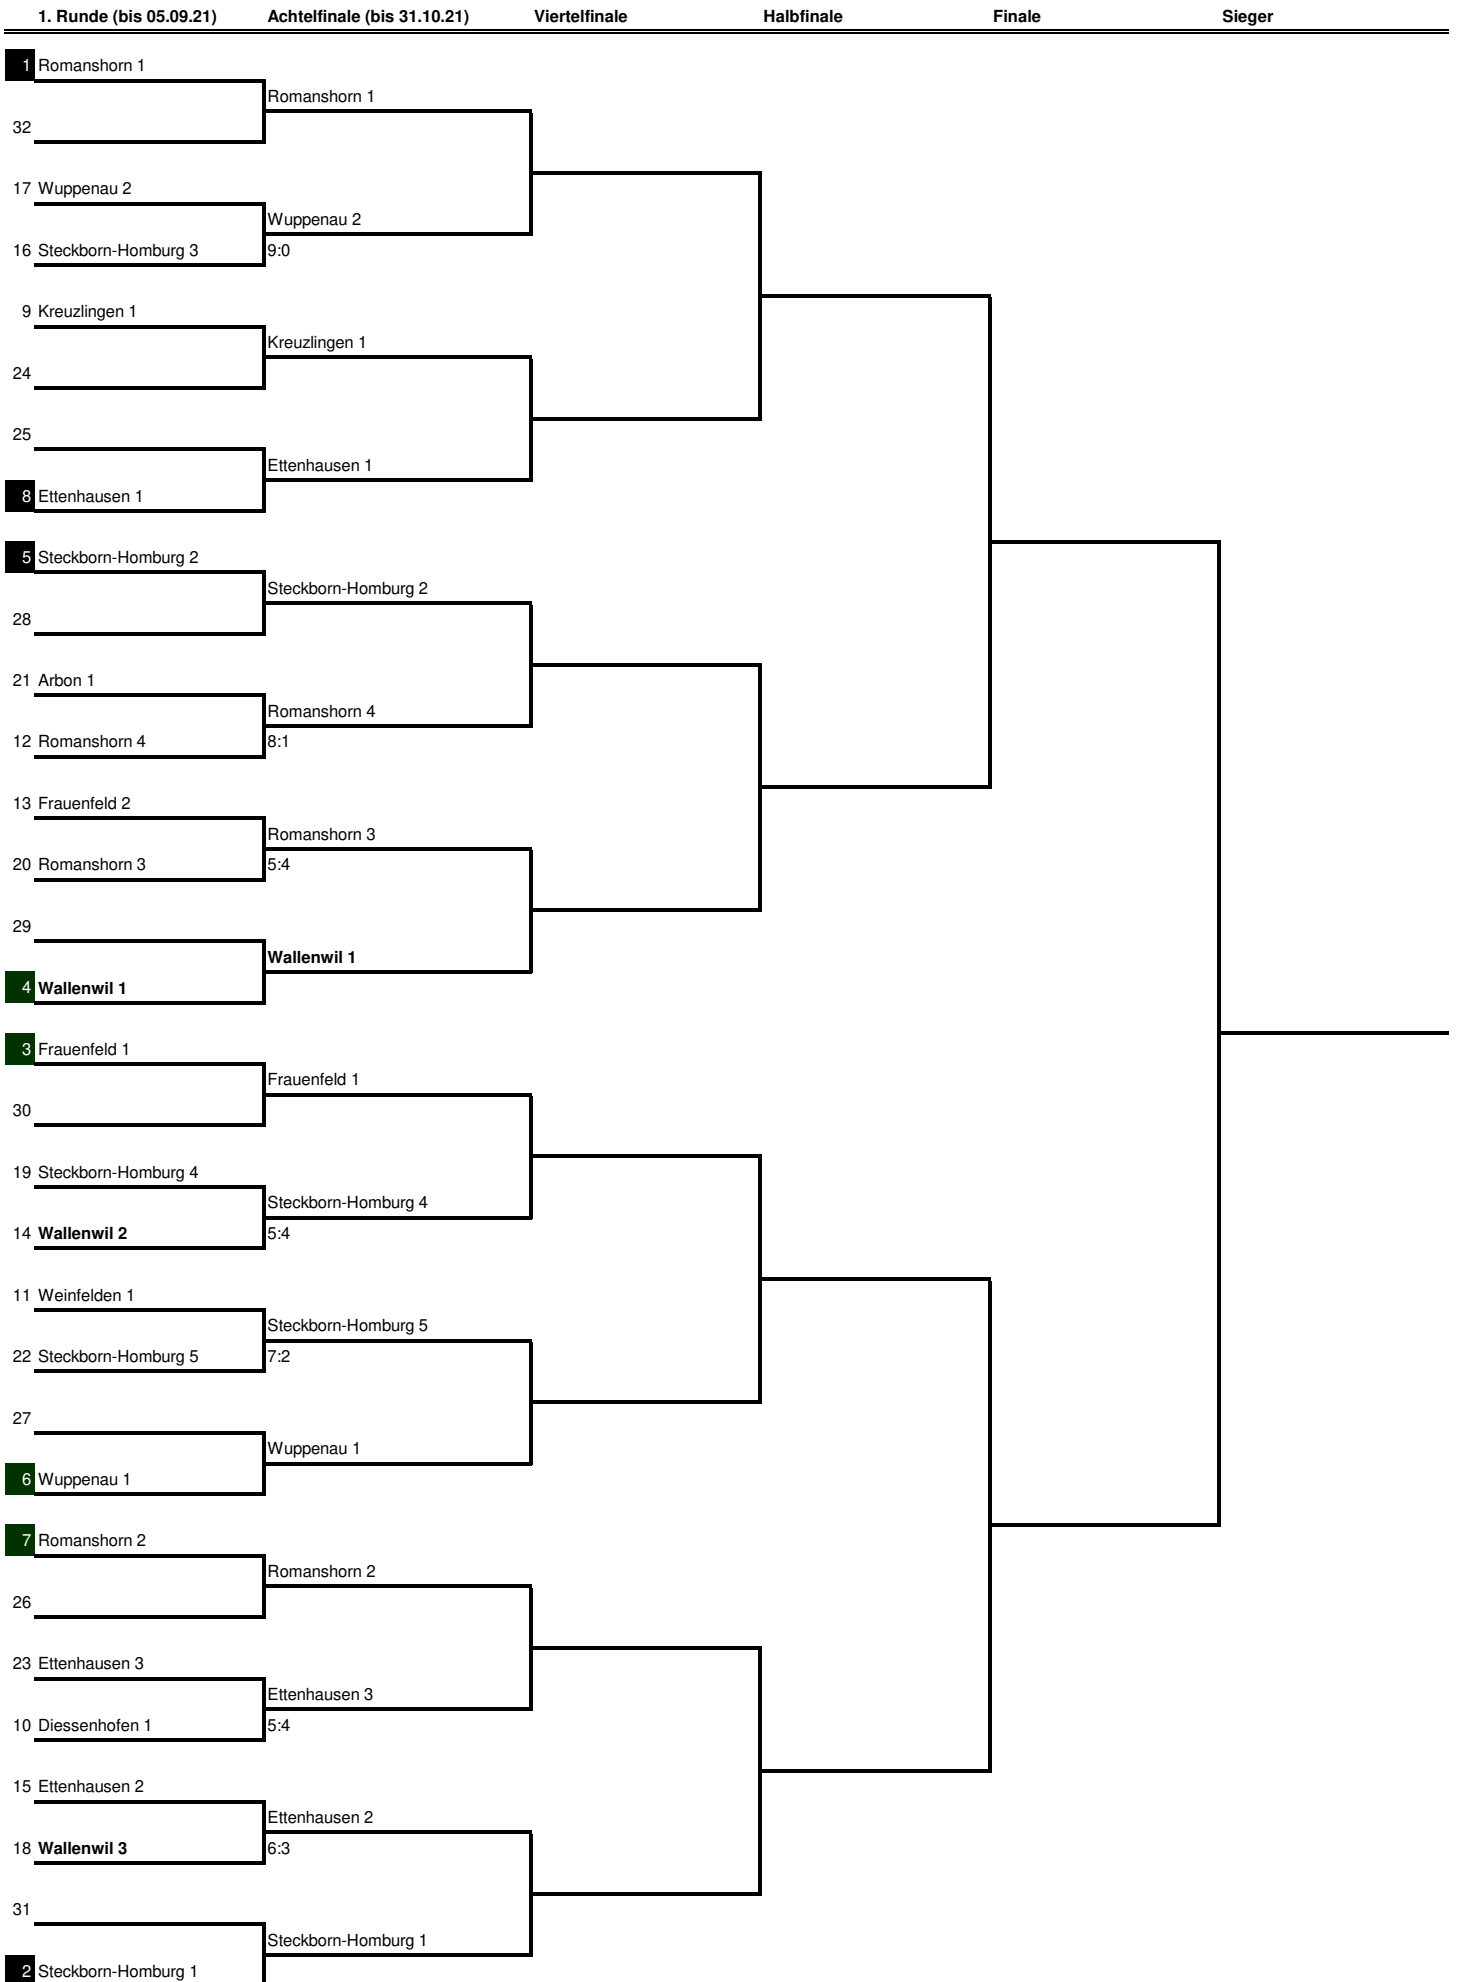 1. Runde (bis 05.09.21) Achtelfinale (bis 31.10.21) Viertelfinale Halbfinale Finale Sieger
1 Romanshorn 1
Romanshorn 1
32
17 Wuppenau 2
Wuppenau 2
16 Steckborn-Homburg 3 9:0
9 Kreuzlingen 1
Kreuzlingen 1
24
25
Ettenhausen 1
8 Ettenhausen 1
5 Steckborn-Homburg 2
Steckborn-Homburg 2
28
21 Arbon 1
Romanshorn 4
12 Romanshorn 4 8:1
13 Frauenfeld 2
Romanshorn 3
20 Romanshorn 3 5:4
29
Wallenwil 1
4 Wallenwil 1
3 Frauenfeld 1
Frauenfeld 1
30
19 Steckborn-Homburg 4
Steckborn-Homburg 4
14 Wallenwil 2 5:4
11 Weinfelden 1
Steckborn-Homburg 5
22 Steckborn-Homburg 5 7:2
27
Wuppenau 1
6 Wuppenau 1
7 Romanshorn 2
Romanshorn 2
26
23 Ettenhausen 3
Ettenhausen 3
10 Diessenhofen 1 5:4
15 Ettenhausen 2
Ettenhausen 2
18 Wallenwil 3 6:3
31
Steckborn-Homburg 1
2 Steckborn-Homburg 1